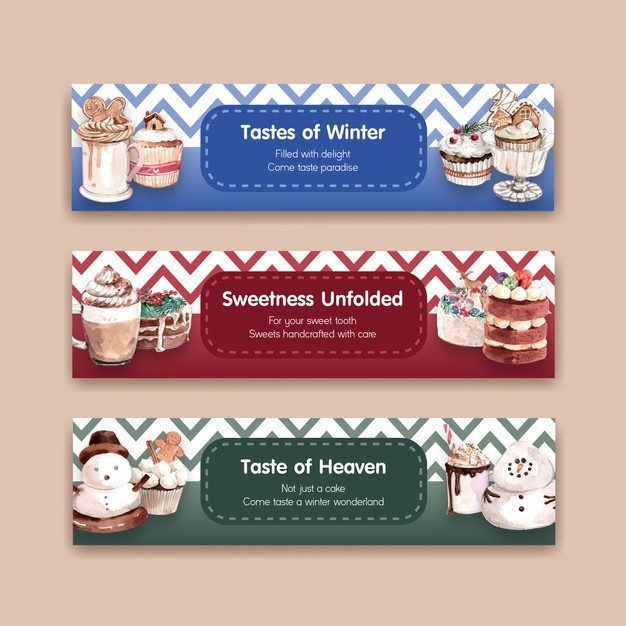 Tastes of Winter
Filled with delight
Come taste paradise
Sweetness Unfolded
For your sweet tooth
Sweets handcrafted with care
Taste of Heaven
Not just a cake
Come taste a winter wonderland